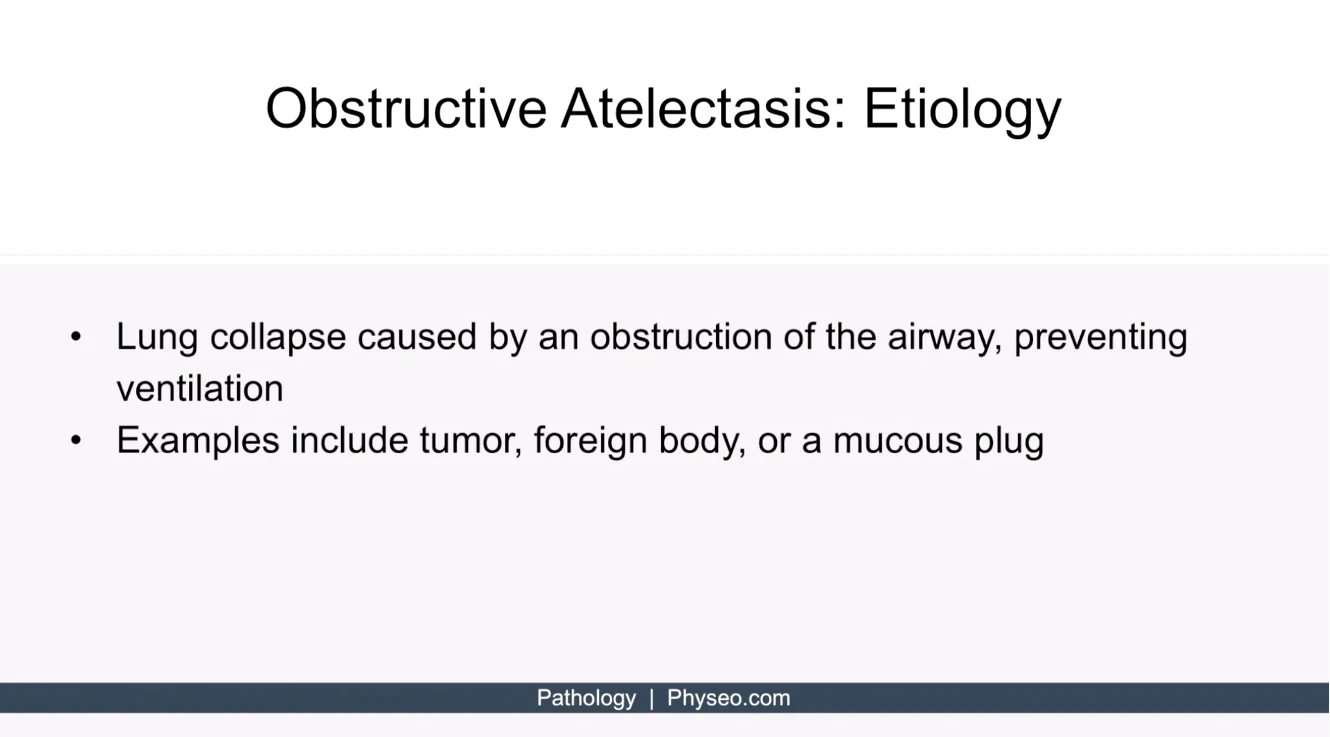 Obstructive Atelectasis: Etiology
• Lung collapse caused by an obstruction of the airway, preventing
ventilation
• Examples include tumor, foreign body, or a mucous plug
Pathology | Physeo.com